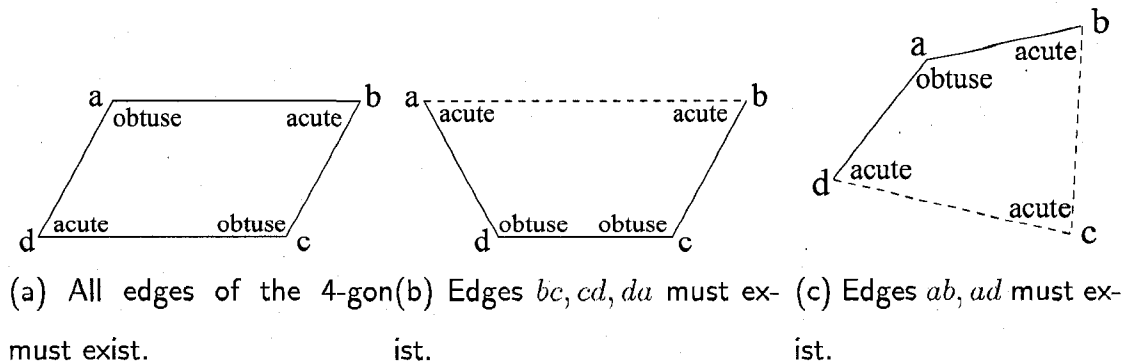 a
obtuse
acute
b
d
acute
obtuse
c
a
acute
acute
b
d
obtuse
obtuse
c
a
obtuse
acute
b
d
acute
acute
c
(a) All edges of the 4-gon
must exist.
(b) Edges bc, cd, da must ex-
ist.
(c) Edges ab, ad must ex-
ist.